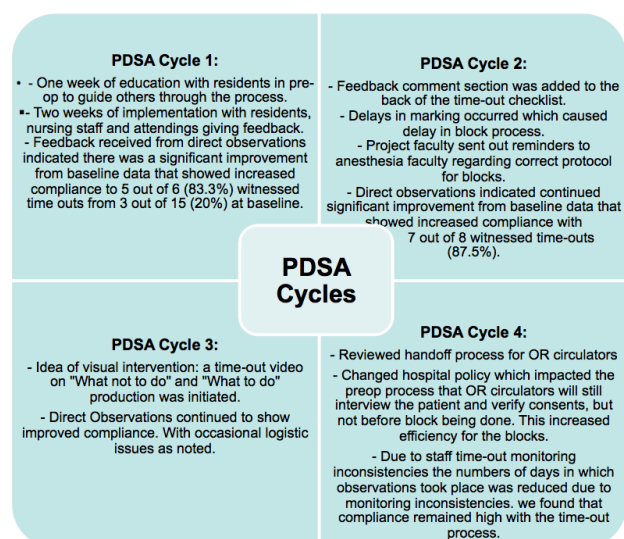 PDSA Cycle 1:
• - One week of education with residents in pre-
op to guide others through the process.
▪- Two weeks of implementation with residents,
nursing staff and attendings giving feedback.
- Feedback received from direct observations
indicated there was a significant improvement
from baseline data that showed increased
compliance to 5 out of 6 (83.3%) witnessed
time outs from 3 out of 15 (20%) at baseline.
PDSA Cycle 2:
- Feedback comment section was added to the
back of the time-out checklist.
- Delays in marking occurred which caused
delay in block process.
- Project faculty sent out reminders to
anesthesia faculty regarding correct protocol
for blocks.
- Direct observations indicated continued
significant improvement from baseline data that
showed increased compliance with
7 out of 8 witnessed time-outs
(87.5%).
PDSA
Cycles
PDSA Cycle 3:
- Idea of visual intervention: a time-out video
on "What not to do" and "What to do"
production was initiated.
- Direct Observations continued to show
improved compliance. With occasional logistic
issues as noted.
PDSA Cycle 4:
- Reviewed handoff process for OR circulators
- Changed hospital policy which impacted the
preop process that OR circulators will still
interview the patient and verify consents, but
not before block being done. This increased
efficiency for the blocks.
- Due to staff time-out monitoring
inconsistencies the numbers of days in which
observations took place was reduced due to
monitoring inconsistencies. we found that
compliance remained high with the time-out
process.